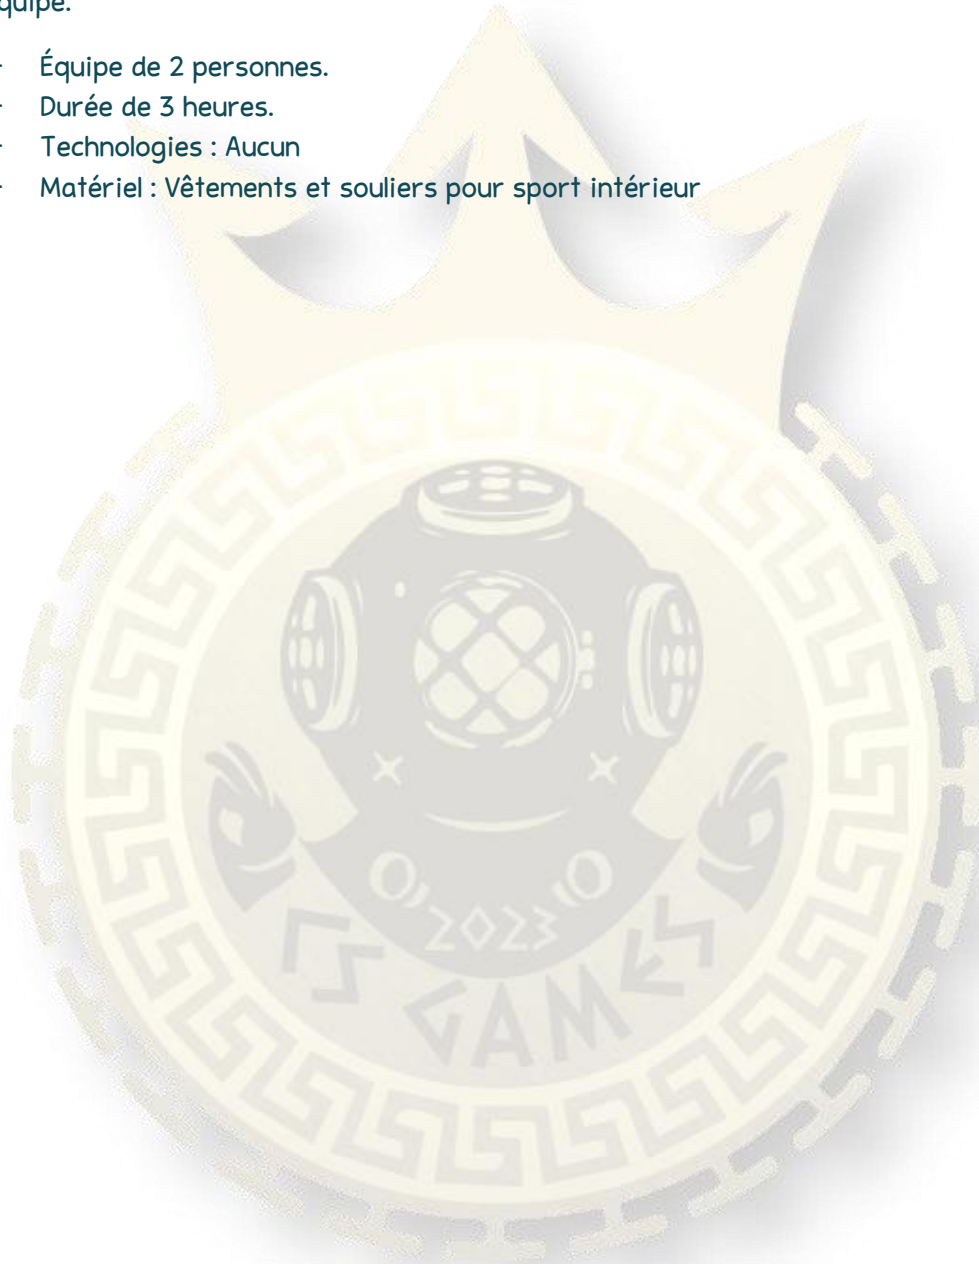 quipe.
- Équipe de 2 personnes.
- Durée de 3 heures.
- Technologies : Aucun
- Matériel : Vêtements et souliers pour sport intérieur
2023
CS GAMES